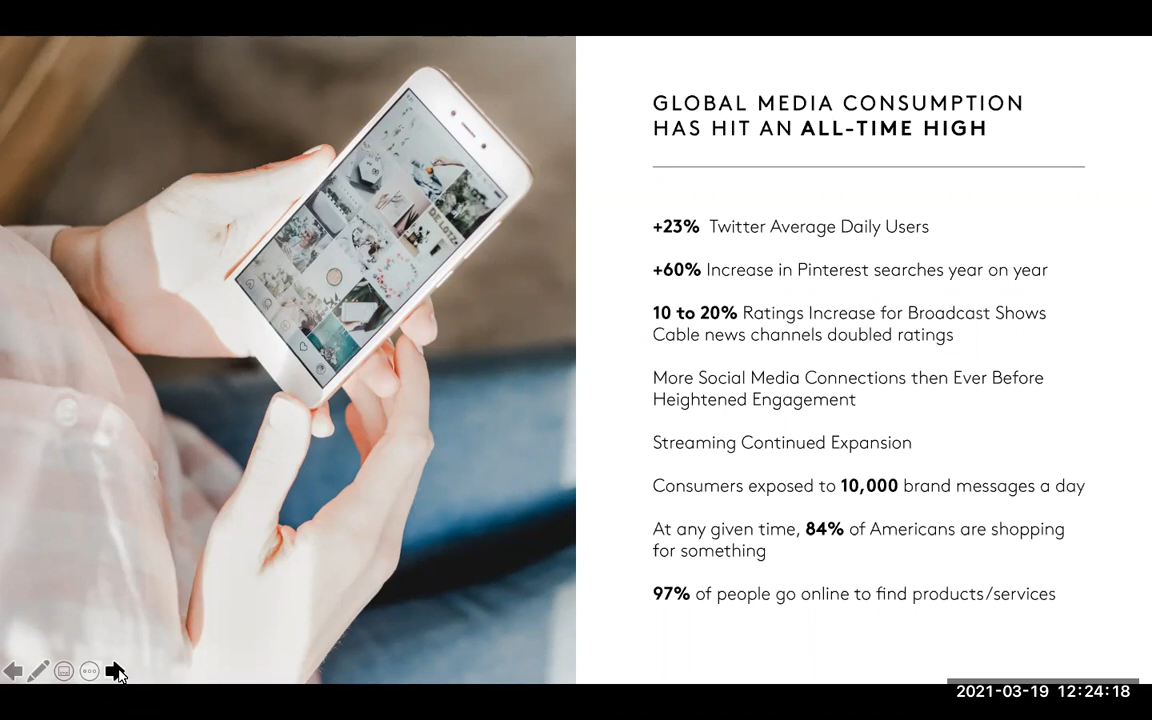 GLOBAL MEDIA CONSUMPTION
HAS HIT AN ALL-TIME HIGH
+23% Twitter Average Daily Users
+60% Increase in Pinterest searches year on year
10 to 20% Ratings Increase for Broadcast Shows
Cable news channels doubled ratings
More Social Media Connections then Ever Before
Heightened Engagement
Streaming Continued Expansion
Consumers exposed to 10,000 brand messages a day
At any given time, 84% of Americans are shopping
for something
97% of people go online to find products/services
2021-03-19 12:24:18